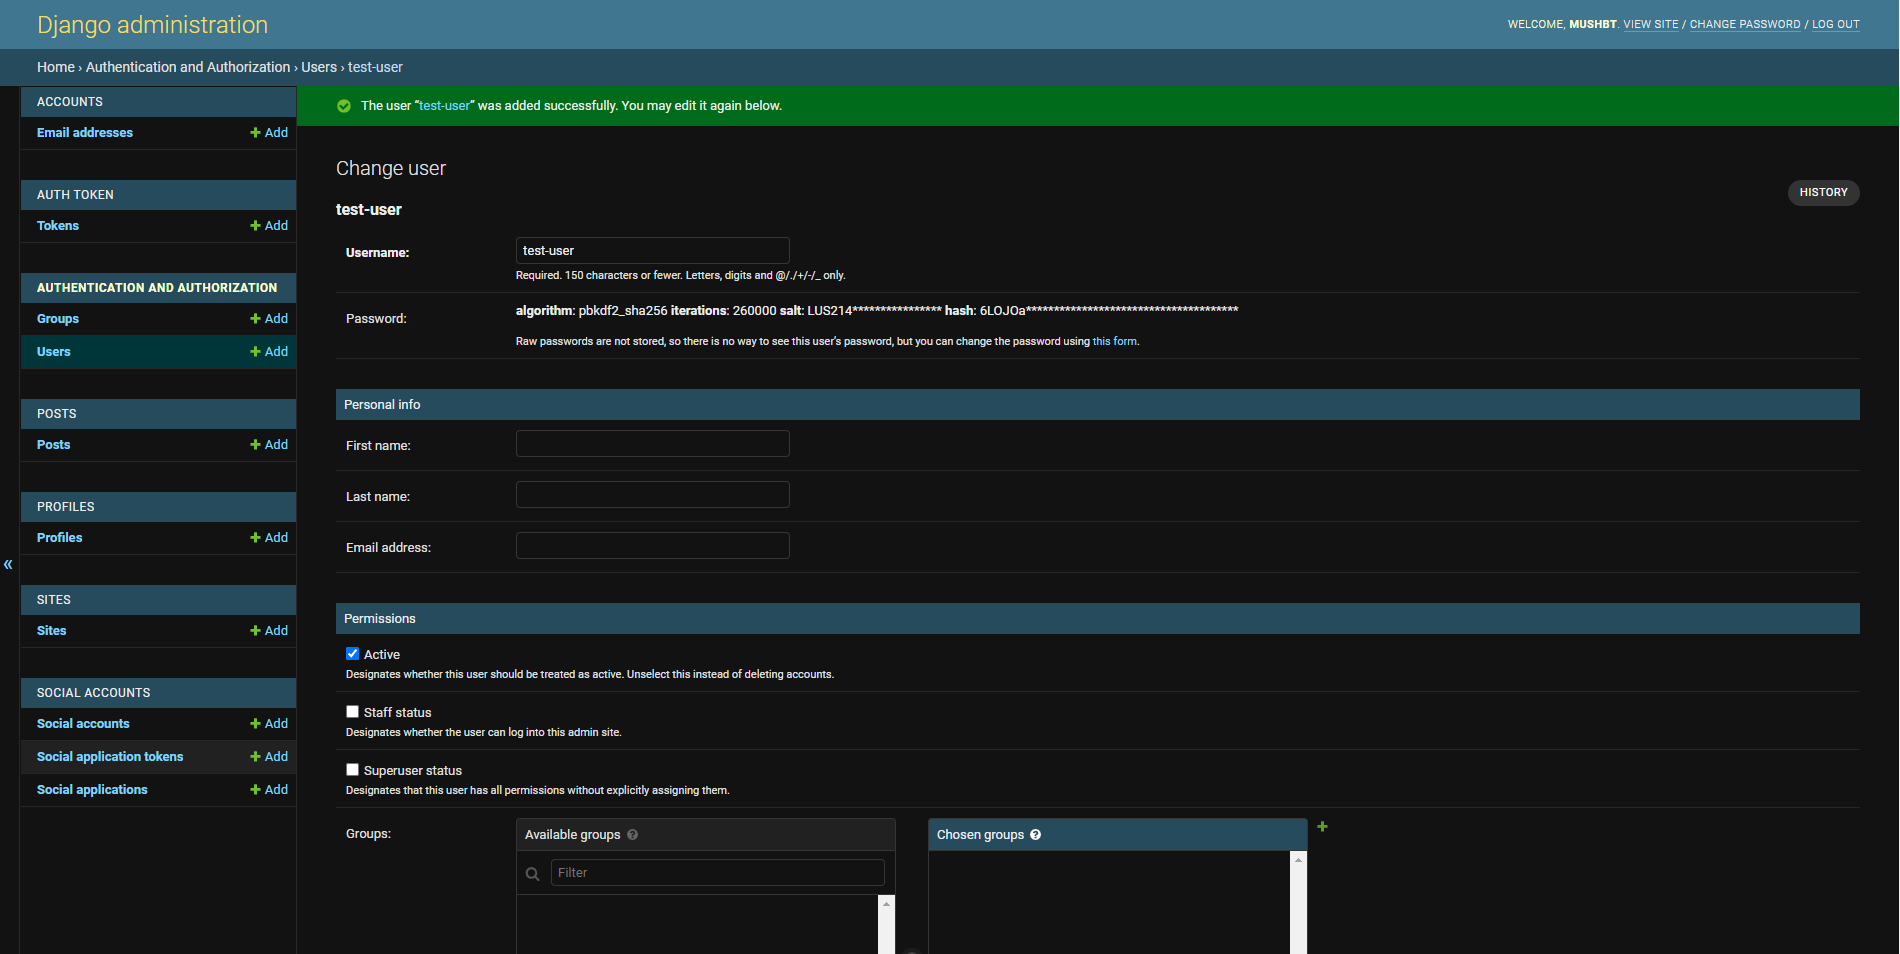 Django administration
WELCOME, MUSHBT. VIEW SITE / CHANGE PASSWORD / LOG OUT
Home › Authentication and Authorization › Users › test-user
ACCOUNTS
Email addresses + Add
AUTH TOKEN
Tokens + Add
AUTHENTICATION AND AUTHORIZATION
Groups + Add
Users + Add
POSTS
Posts + Add
PROFILES
Profiles + Add
SITES
Sites + Add
SOCIAL ACCOUNTS
Social accounts + Add
Social application tokens + Add
Social applications + Add
«
The user “test-user” was added successfully. You may edit it again below.
Change user
HISTORY
test-user
Username: test-user
Required. 150 characters or fewer. Letters, digits and @/./+/-/_ only.
Password: algorithm: pbkdf2_sha256 iterations: 260000 salt: LUS214**************** hash: 6LOJOa**************************************
Raw passwords are not stored, so there is no way to see this user’s password, but you can change the password using this form.
Personal info
First name:
Last name:
Email address:
Permissions
Active
Designates whether this user should be treated as active. Unselect this instead of deleting accounts.
Staff status
Designates whether the user can log into this admin site.
Superuser status
Designates that this user has all permissions without explicitly assigning them.
Groups:
Available groups ?
Filter
Chosen groups ?